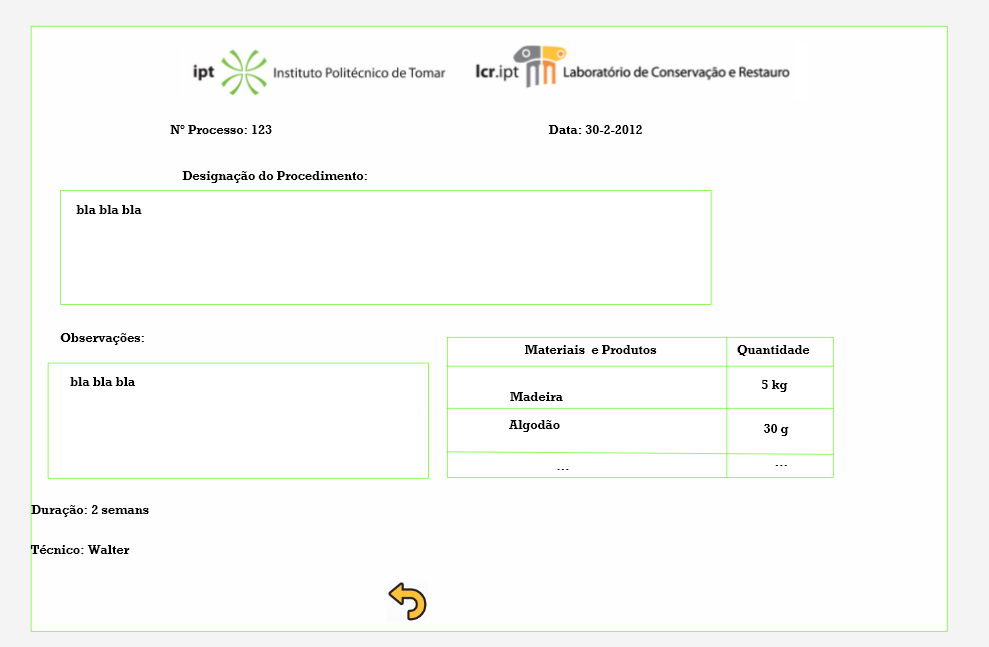 ipt Instituto Politécnico de Tomar lcr.ipt Laboratório de Conservação e Restauro
Nº Processo: 123 Data: 30-2-2012
Designação do Procedimento:
bla bla bla
Observações:
bla bla bla
Materiais e Produtos Quantidade
Madeira 5 kg
Algodão 30 g
... ...
Duração: 2 semans
Técnico: Walter